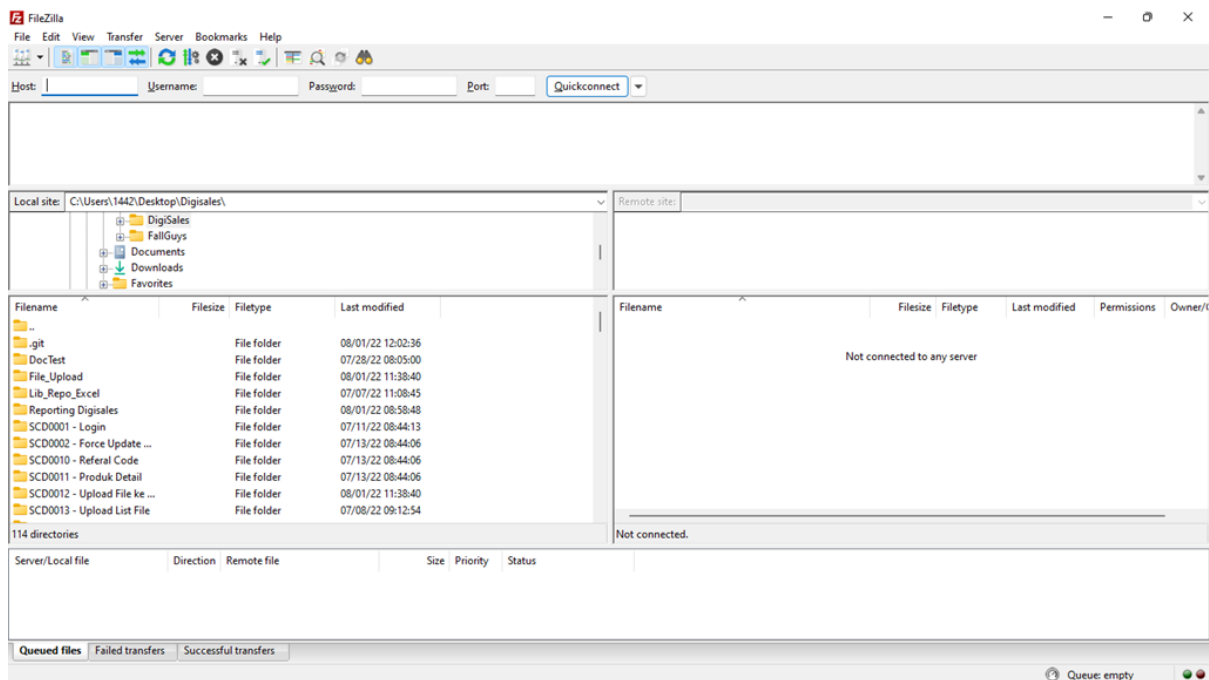 FileZilla
File Edit View Transfer Server Bookmarks Help
Host: Username: Password: Port: Quickconnect
Local site: C:\Users\1442\Desktop\Digisales\
DigiSales
FallGuys
Documents
Downloads
Favorites
Remote site:
Filename Filesize Filetype Last modified
..
.git File folder 08/01/22 12:02:36
DocTest File folder 07/28/22 08:05:00
File_Upload File folder 08/01/22 11:38:40
Lib_Repo_Excel File folder 07/07/22 11:08:45
Reporting Digisales File folder 08/01/22 08:58:48
SCD0001 - Login File folder 07/11/22 08:44:13
SCD0002 - Force Update ... File folder 07/13/22 08:44:06
SCD0010 - Referal Code File folder 07/13/22 08:44:06
SCD0011 - Produk Detail File folder 07/13/22 08:44:06
SCD0012 - Upload File ke ... File folder 08/01/22 11:38:40
SCD0013 - Upload List File File folder 07/08/22 09:12:54
114 directories
Filename Filesize Filetype Last modified Permissions Owner/
Not connected to any server
Not connected.
Server/Local file Direction Remote file Size Priority Status
Queued files Failed transfers Successful transfers
Queue: empty